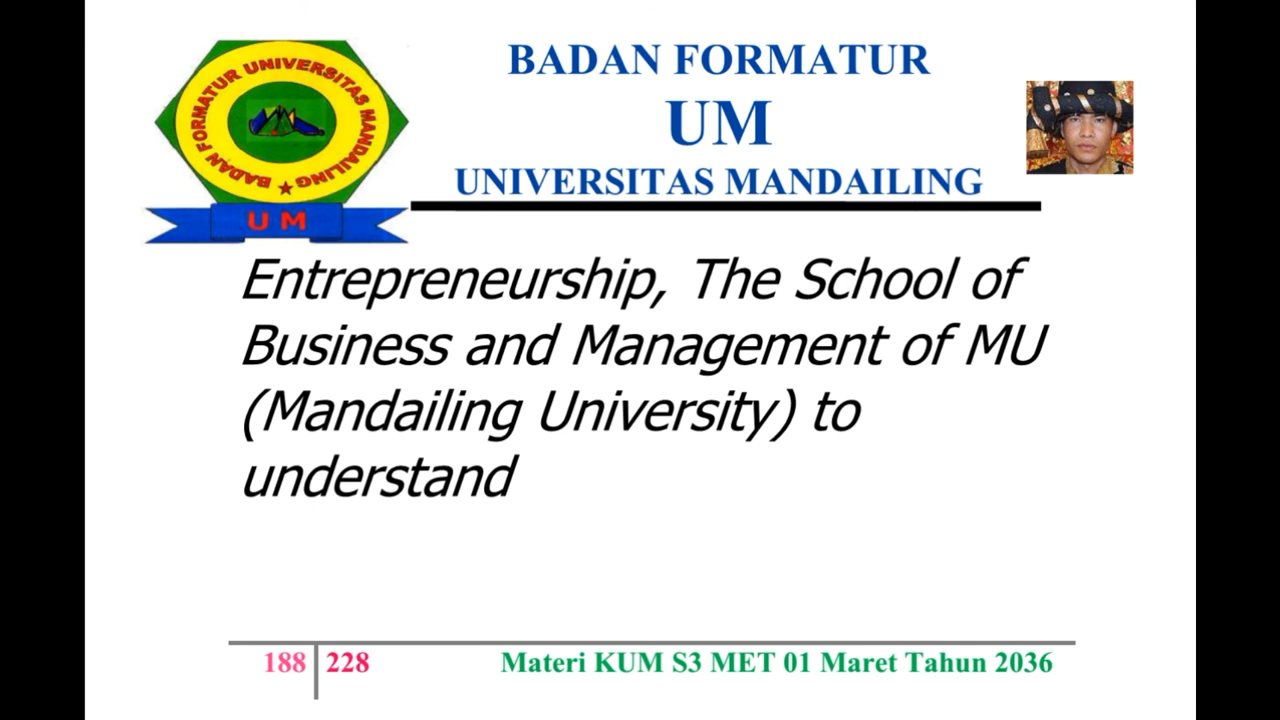 BADAN FORMATUR UNIVERSITAS MANDAILING
U M
BADAN FORMATUR
UM
UNIVERSITAS MANDAILING
Entrepreneurship, The School of
Business and Management of MU
(Mandailing University) to
understand
188 228 Materi KUM S3 MET 01 Maret Tahun 2036